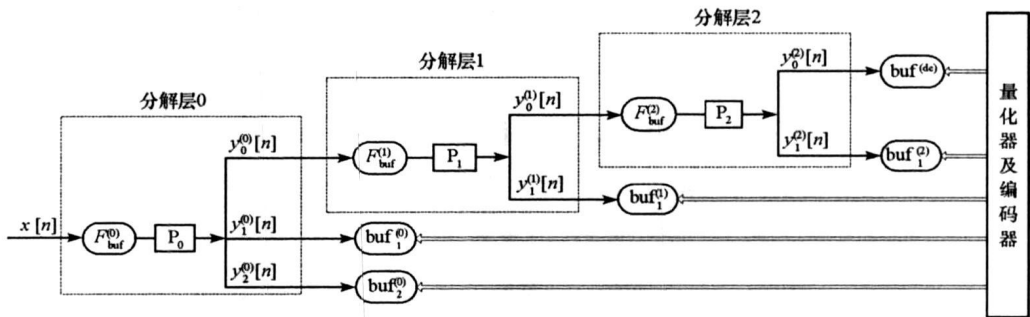 分解层2
分解层1
分解层0
y₀⁽²⁾[n]
buf⁽ᵈᶜ⁾
F⁽²⁾buf
P₂
y₁⁽²⁾[n]
buf₁⁽²⁾
y₀⁽¹⁾[n]
F⁽¹⁾buf
P₁
y₁⁽¹⁾[n]
buf₁⁽¹⁾
y₀⁽⁰⁾[n]
x[n]
F⁽⁰⁾buf
P₀
y₁⁽⁰⁾[n]
buf₁⁽⁰⁾
y₂⁽⁰⁾[n]
buf₂⁽⁰⁾
量化器及编码器